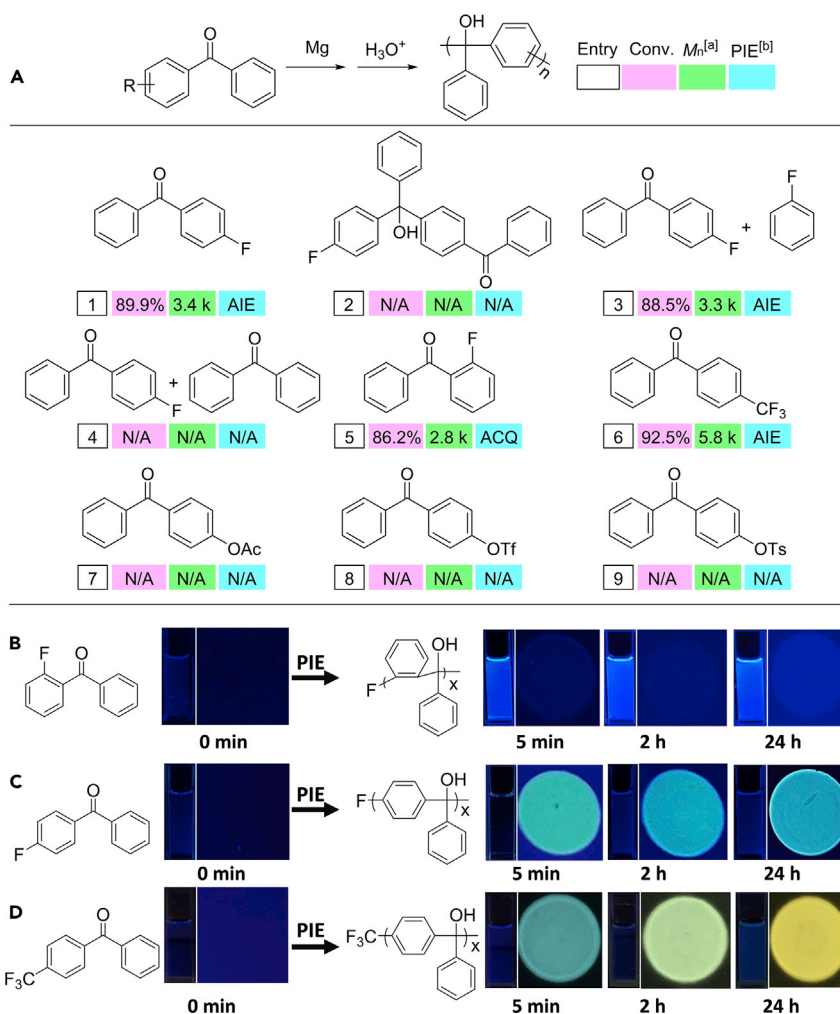 O
R
Mg
H3O+
OH
n
Entry Conv. Mn[a] PIE[b]
A
O
F
1 89.9% 3.4 k AIE
F
OH
O
2 N/A N/A N/A
O
F
+
F
3 88.5% 3.3 k AIE
O
F
+
O
4 N/A N/A N/A
O
F
5 86.2% 2.8 k ACQ
O
CF3
6 92.5% 5.8 k AIE
O
OAc
7 N/A N/A N/A
O
OTf
8 N/A N/A N/A
O
OTs
9 N/A N/A N/A
B
F O
PIE
OH
F
x
0 min
5 min 2 h 24 h
C
O
F
PIE
OH
F
x
0 min
5 min 2 h 24 h
D
O
F3C
PIE
OH
F3C
x
0 min
5 min 2 h 24 h